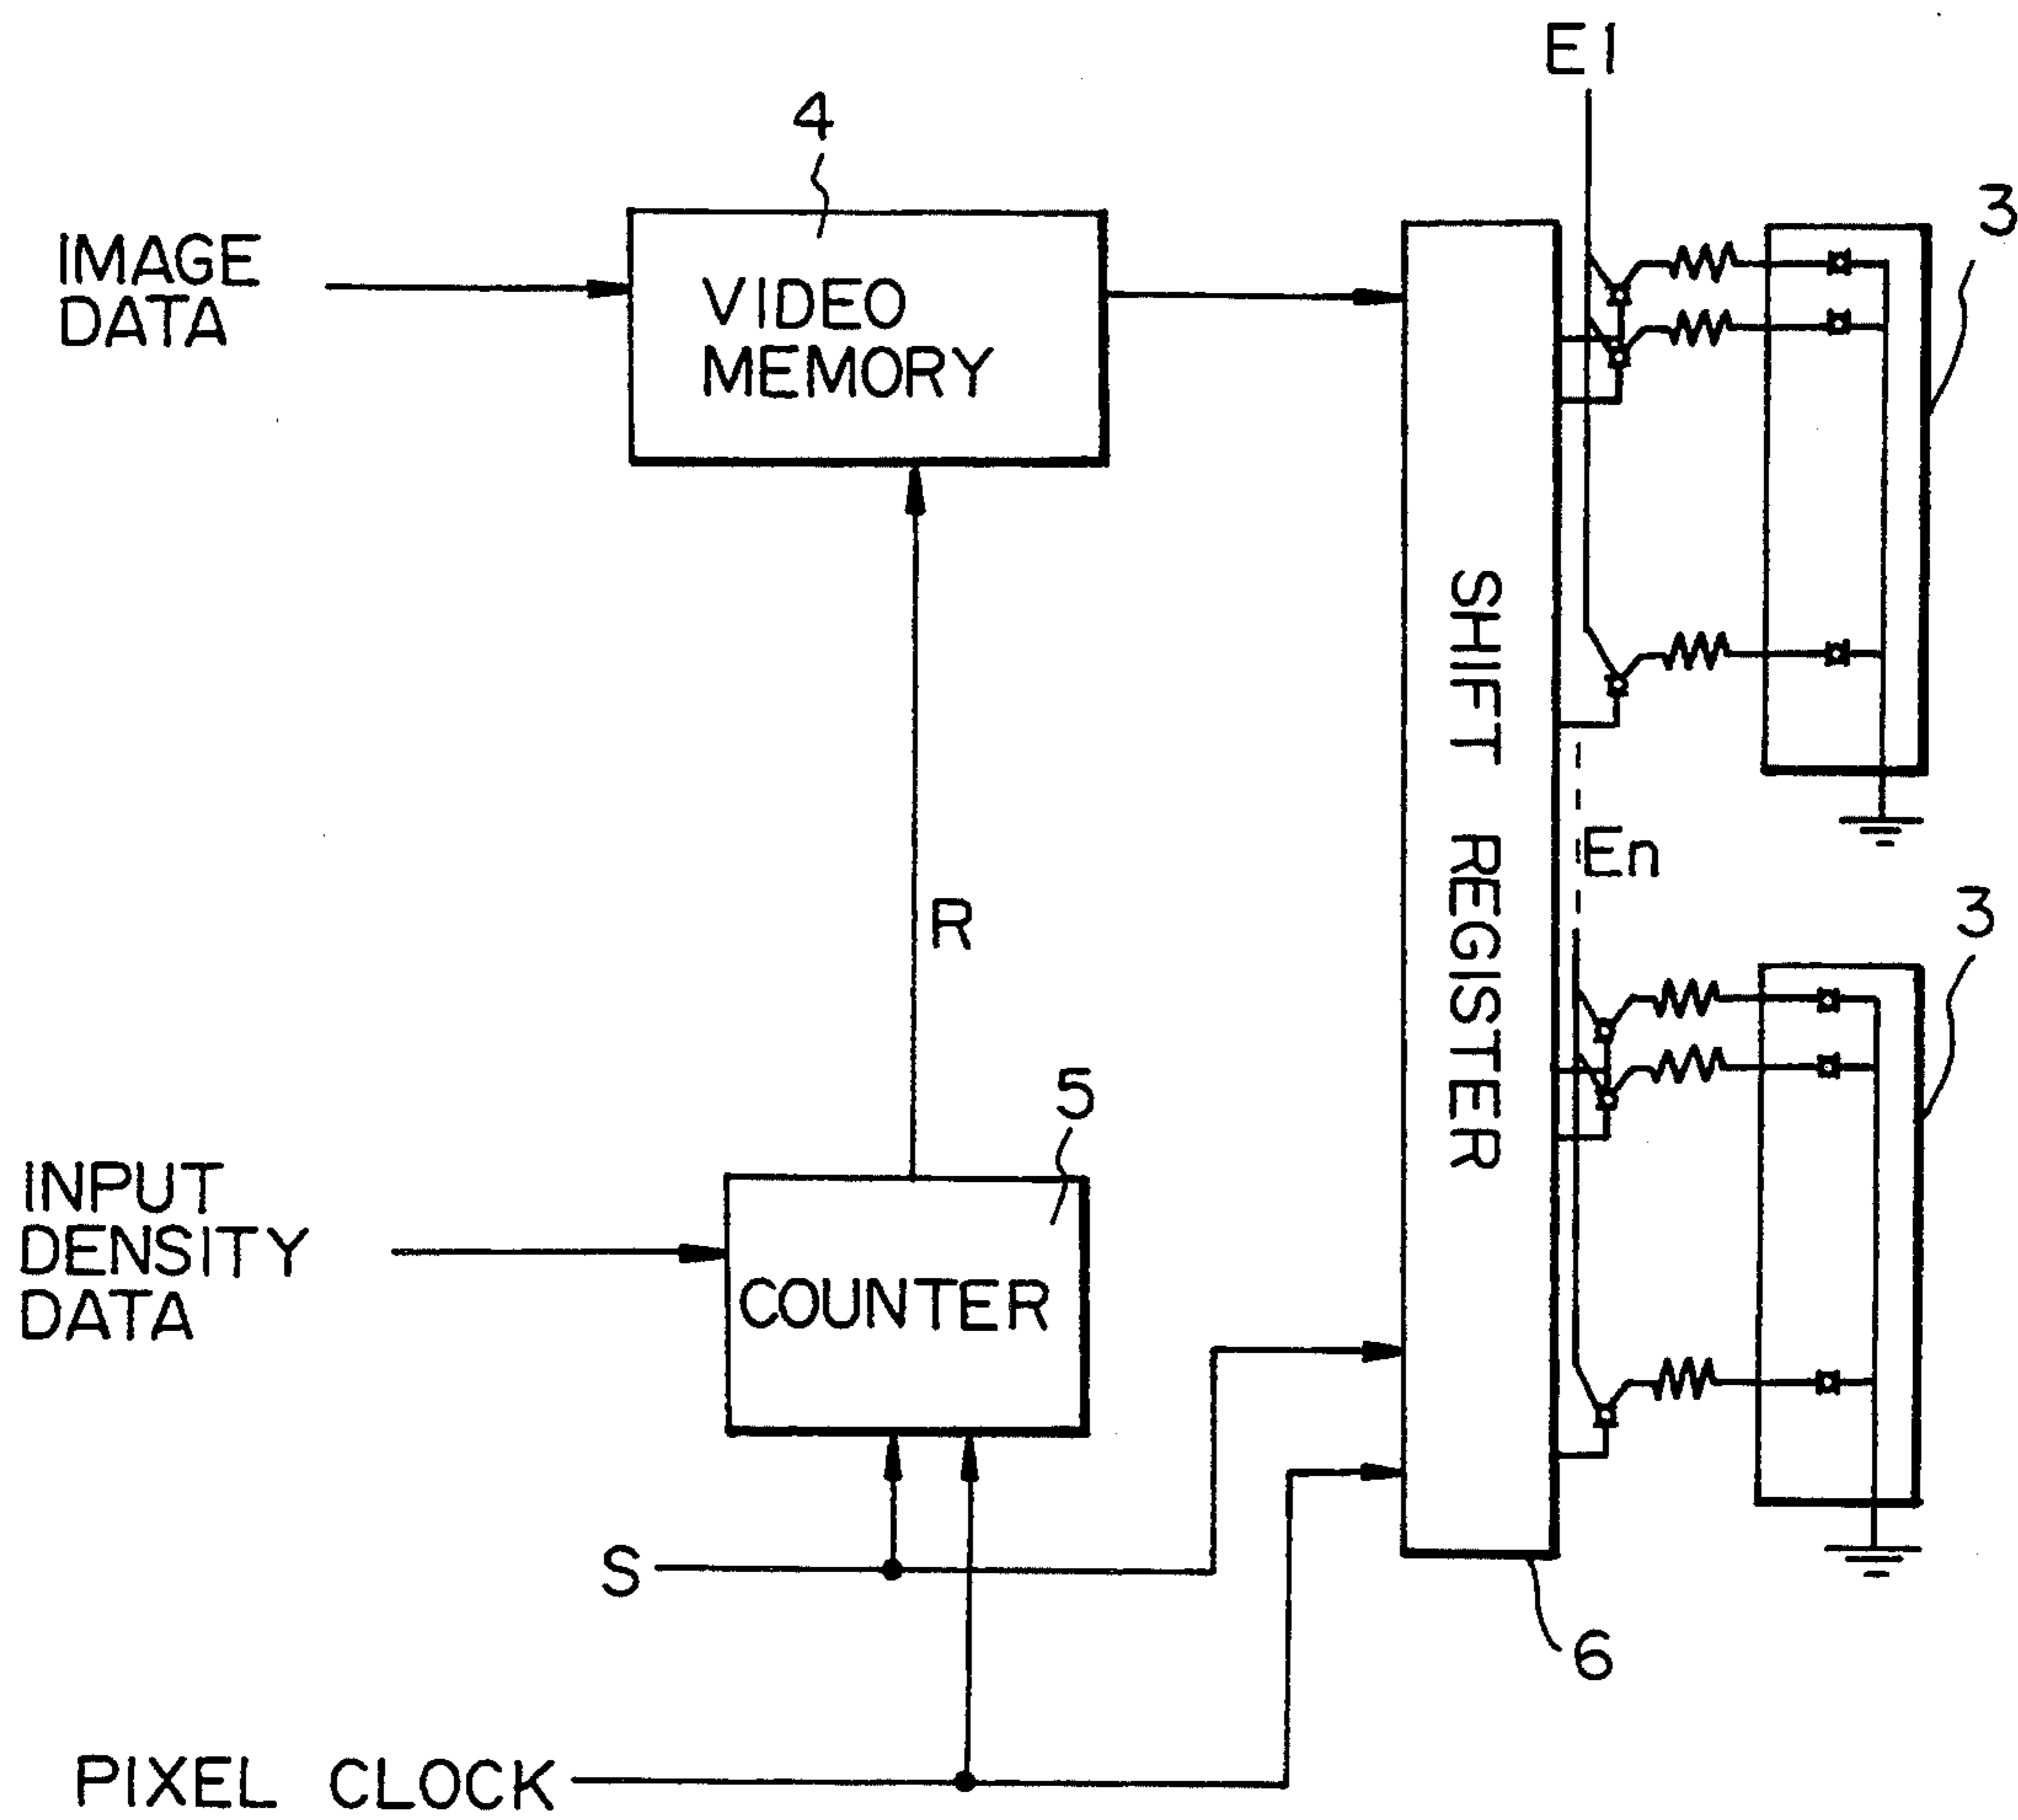 E1
4
3
IMAGE
DATA
VIDEO
MEMORY
SHIFT REGISTER
En
3
R
5
INPUT
DENSITY
DATA
COUNTER
S
6
PIXEL CLOCK